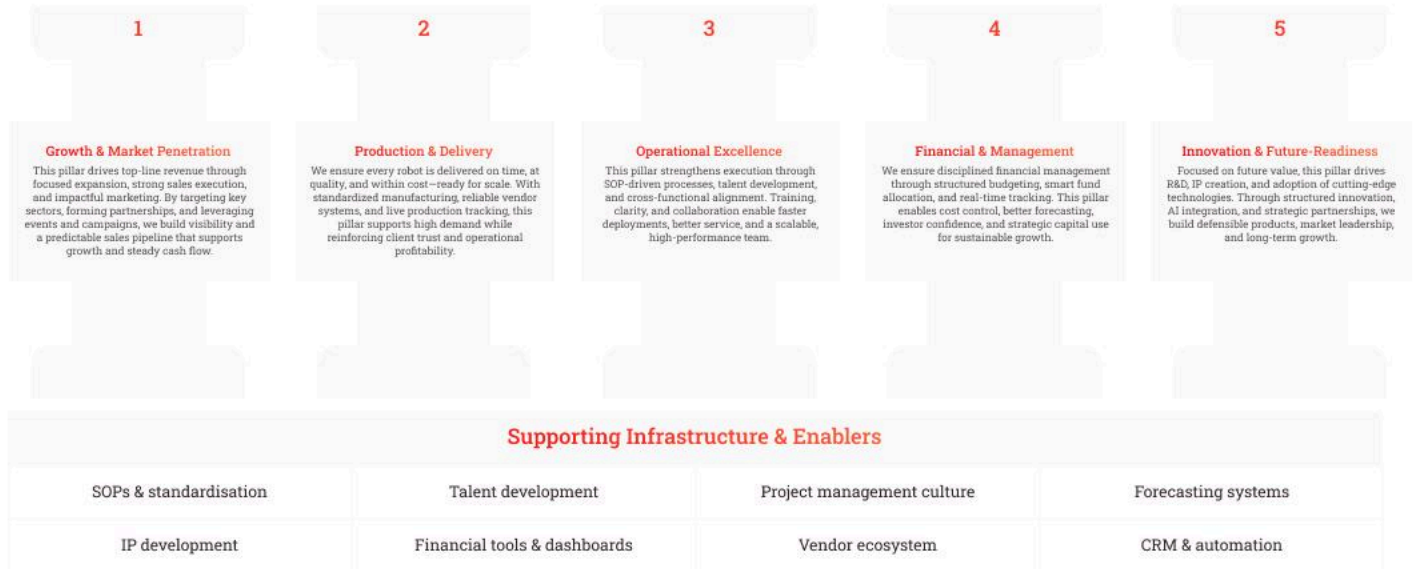 1
Growth & Market Penetration
This pillar drives top-line revenue through
focused expansion, strong sales execution,
and impactful marketing. By targeting key
sectors, forming partnerships, and leveraging
events and campaigns, we build visibility and
a predictable sales pipeline that supports
growth and steady cash flow.
2
Production & Delivery
We ensure every robot is delivered on time, at
quality, and within cost—ready for scale. With
standardized manufacturing, reliable vendor
systems, and live production tracking, this
pillar supports high demand while
reinforcing client trust and operational
profitability.
3
Operational Excellence
This pillar strengthens execution through
SOP-driven processes, talent development,
and cross-functional alignment. Training,
clarity, and collaboration enable faster
deployments, better service, and a scalable,
high-performance team.
4
Financial & Management
We ensure disciplined financial management
through structured budgeting, smart fund
allocation, and real-time tracking. This pillar
enables cost control, better forecasting,
investor confidence, and strategic capital use
for sustainable growth.
5
Innovation & Future-Readiness
Focused on future value, this pillar drives
R&D, IP creation, and adoption of cutting-edge
technologies. Through structured innovation,
AI integration, and strategic partnerships, we
build defensible products, market leadership,
and long-term growth.
Supporting Infrastructure & Enablers
SOPs & standardisation
Talent development
Project management culture
Forecasting systems
IP development
Financial tools & dashboards
Vendor ecosystem
CRM & automation